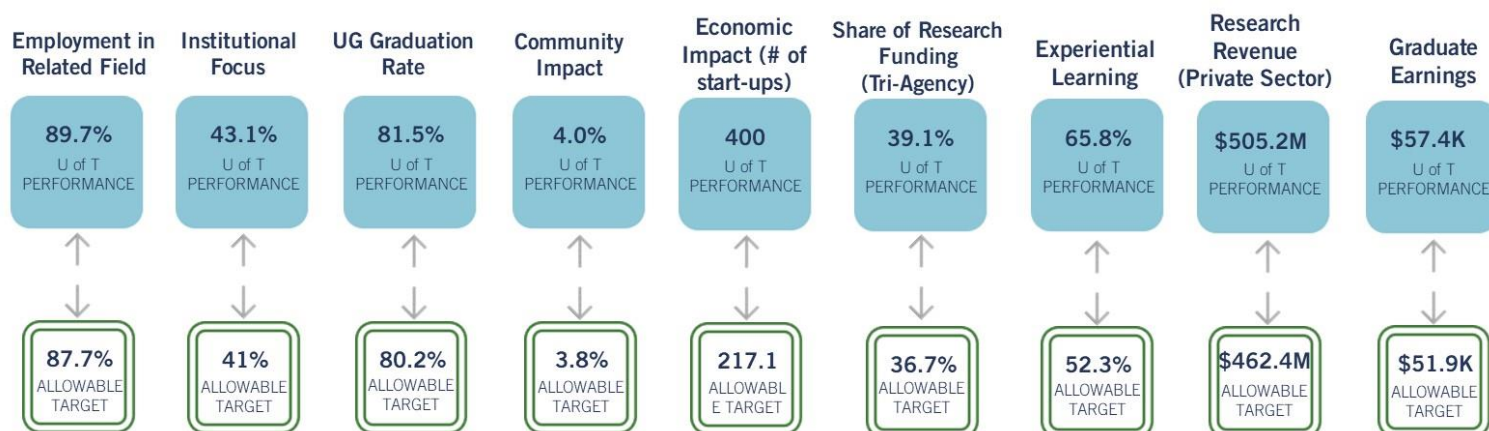 Employment in
Related Field
89.7%
U of T
PERFORMANCE
87.7%
ALLOWABLE
TARGET
Institutional
Focus
43.1%
U of T
PERFORMANCE
41%
ALLOWABLE
TARGET
UG Graduation
Rate
81.5%
U of T
PERFORMANCE
80.2%
ALLOWABLE
TARGET
Community
Impact
4.0%
U of T
PERFORMANCE
3.8%
ALLOWABLE
TARGET
Economic
Impact (# of
start-ups)
400
U of T
PERFORMANCE
217.1
ALLOWABL
E TARGET
Share of Research
Funding
(Tri-Agency)
39.1%
U of T
PERFORMANCE
36.7%
ALLOWABLE
TARGET
Experiential
Learning
65.8%
U of T
PERFORMANCE
52.3%
ALLOWABLE
TARGET
Research
Revenue
(Private Sector)
$505.2M
U of T
PERFORMANCE
$462.4M
ALLOWABLE
TARGET
Graduate
Earnings
$57.4K
U of T
PERFORMANCE
$51.9K
ALLOWABLE
TARGET